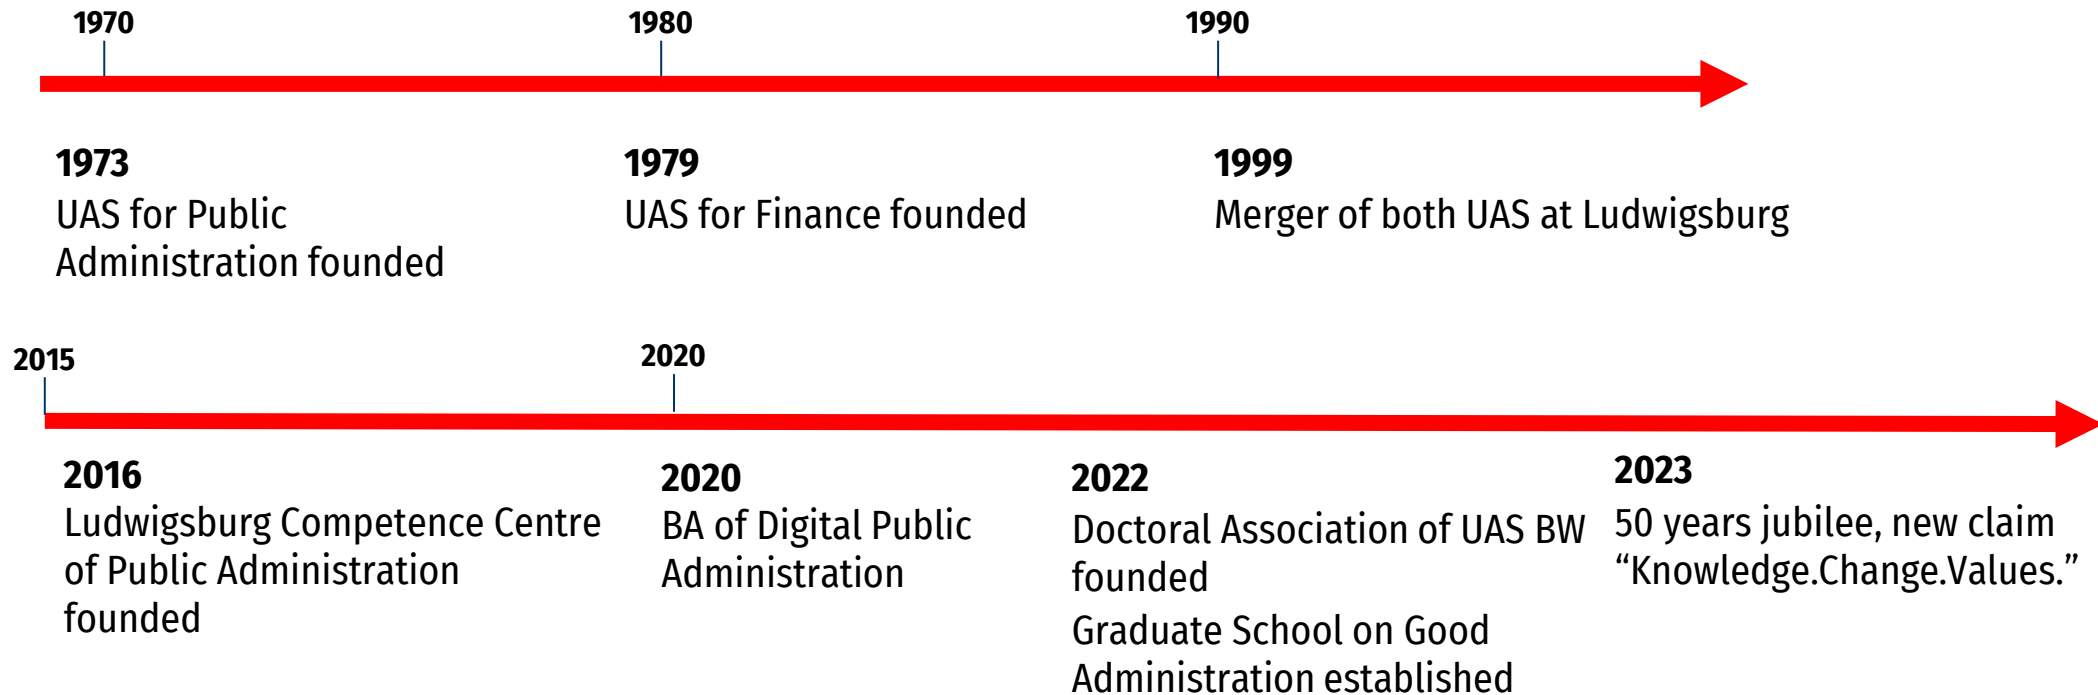 1970
1980
1990
1973
UAS for Public
Administration founded
1979
UAS for Finance founded
1999
Merger of both UAS at Ludwigsburg
2015
2020
2016
Ludwigsburg Competence Centre
of Public Administration
founded
2020
BA of Digital Public
Administration
2022
Doctoral Association of UAS BW
founded
Graduate School on Good
Administration established
2023
50 years jubilee, new claim
“Knowledge.Change.Values.”